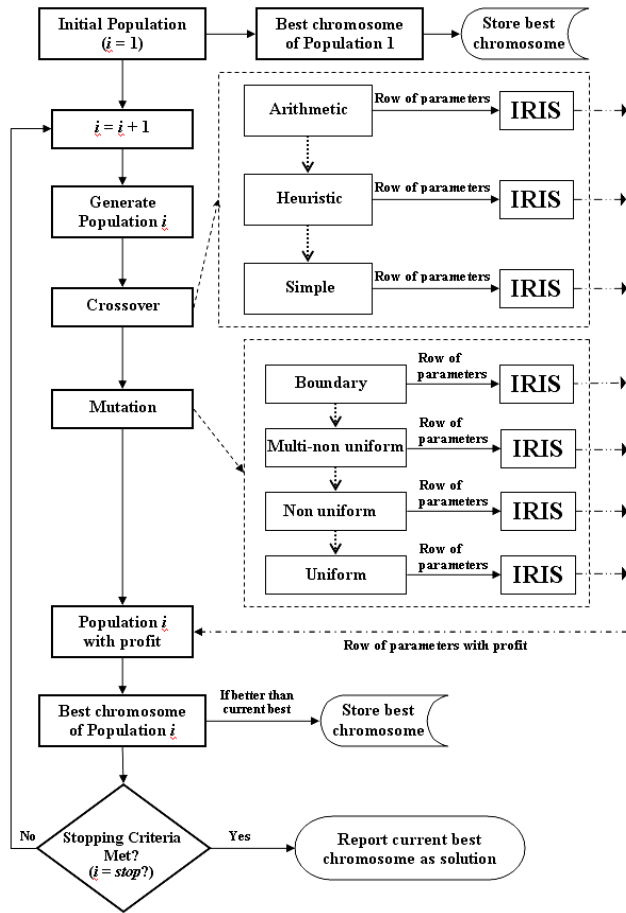 Initial Population
(i = 1)
Best chromosome
of Population 1
Store best
chromosome
i = i + 1
Generate
Population i
Crossover
Mutation
Arithmetic
Row of parameters
IRIS
Heuristic
Row of parameters
IRIS
Simple
Row of parameters
IRIS
Boundary
Row of
parameters
IRIS
Multi-non uniform
Row of
parameters
IRIS
Non uniform
Row of
parameters
IRIS
Uniform
Row of
parameters
IRIS
Population i
with profit
Row of parameters with profit
Best chromosome
of Population i
If better than
current best
Store best
chromosome
No
Stopping Criteria
Met?
(i = stop?)
Yes
Report current best
chromosome as solution